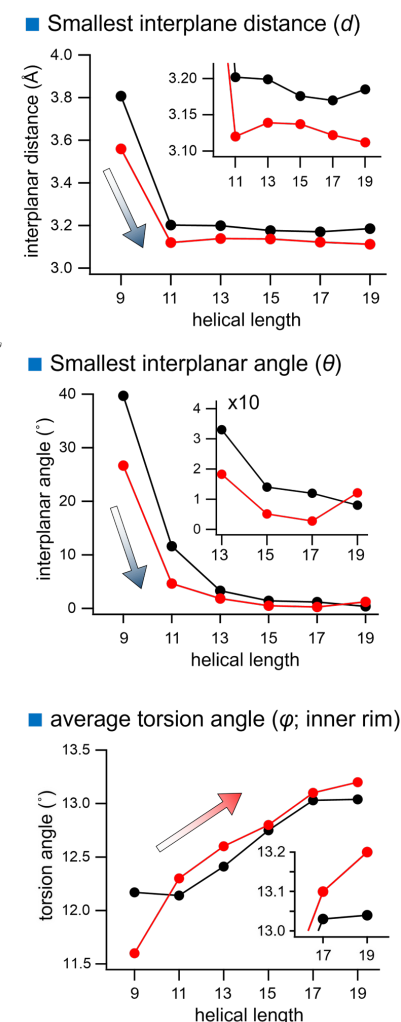 ■ Smallest interplane distance (d)
interplanar distance (Å)
4.0
3.8
3.6
3.4
3.2
3.0
3.20
3.15
3.10
11 13 15 17 19
9 11 13 15 17 19
helical length
■ Smallest interplanar angle (θ)
interplanar angle (°)
40
30
20
10
0
x10
4
3
2
1
0
13 15 17 19
9 11 13 15 17 19
helical length
■ average torsion angle (φ; inner rim)
torsion angle (°)
13.5
13.0
12.5
12.0
11.5
13.2
13.1
13.0
17 19
9 11 13 15 17 19
helical length